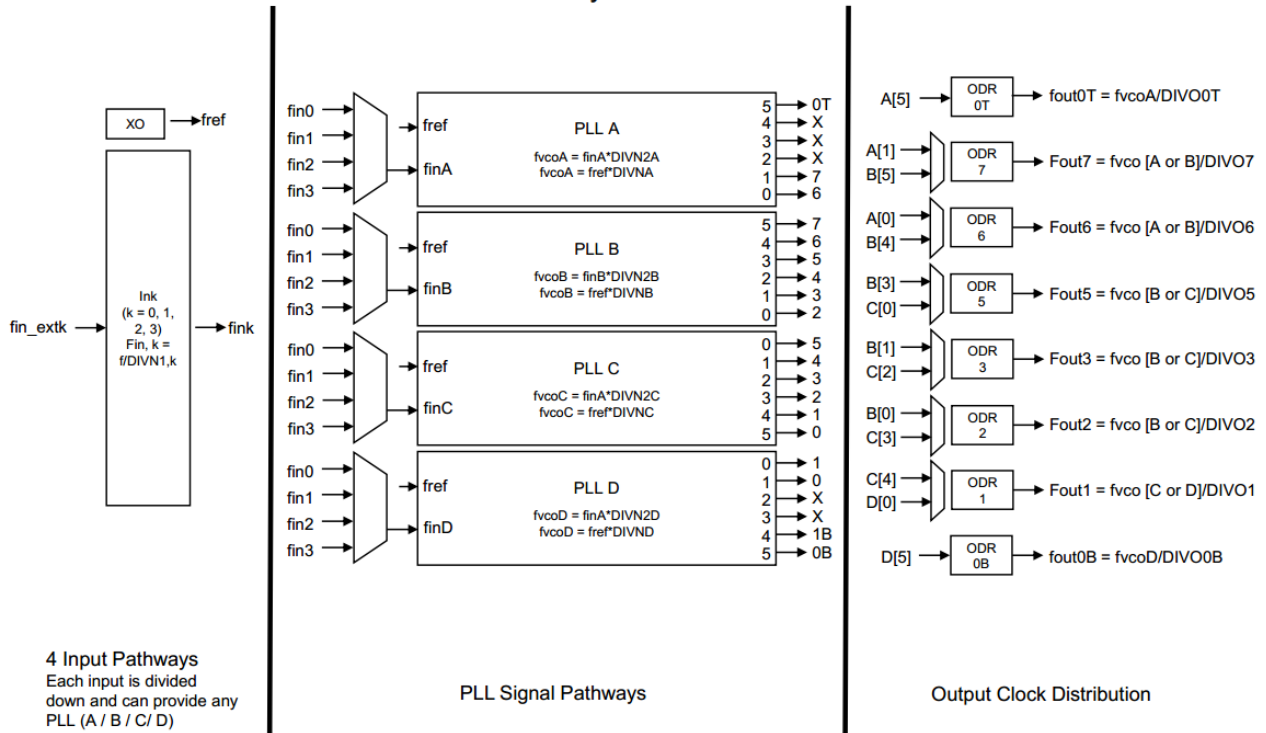 XO
fref
fin_extk
Ink
(k = 0, 1,
2, 3)
Fin, k =
f/DIVN1,k
fink
4 Input Pathways
Each input is divided
down and can provide any
PLL (A / B / C/ D)
fin0
fin1
fin2
fin3
fref
finA
PLL A
fvcoA = finA*DIVN2A
fvcoA = fref*DIVNA
5 0T
4 X
3 X
2 X
1 7
0 6
fin0
fin1
fin2
fin3
fref
finB
PLL B
fvcoB = finB*DIVN2B
fvcoB = fref*DIVNB
5 7
4 6
3 5
2 4
1 3
0 2
fin0
fin1
fin2
fin3
fref
finC
PLL C
fvcoC = finA*DIVN2C
fvcoC = fref*DIVNC
0 5
1 4
2 3
3 2
4 1
5 0
fin0
fin1
fin2
fin3
fref
finD
PLL D
fvcoD = finA*DIVN2D
fvcoD = fref*DIVND
0 1
1 0
2 X
3 X
4 1B
5 0B
PLL Signal Pathways
A[5]
ODR
0T
fout0T = fvcoA/DIVO0T
A[1]
B[5]
ODR
7
Fout7 = fvco [A or B]/DIVO7
A[0]
B[4]
ODR
6
Fout6 = fvco [A or B]/DIVO6
B[3]
C[0]
ODR
5
Fout5 = fvco [B or C]/DIVO5
B[1]
C[2]
ODR
3
Fout3 = fvco [B or C]/DIVO3
B[0]
C[3]
ODR
2
Fout2 = fvco [B or C]/DIVO2
C[4]
D[0]
ODR
1
Fout1 = fvco [C or D]/DIVO1
D[5]
ODR
0B
fout0B = fvcoD/DIVO0B
Output Clock Distribution